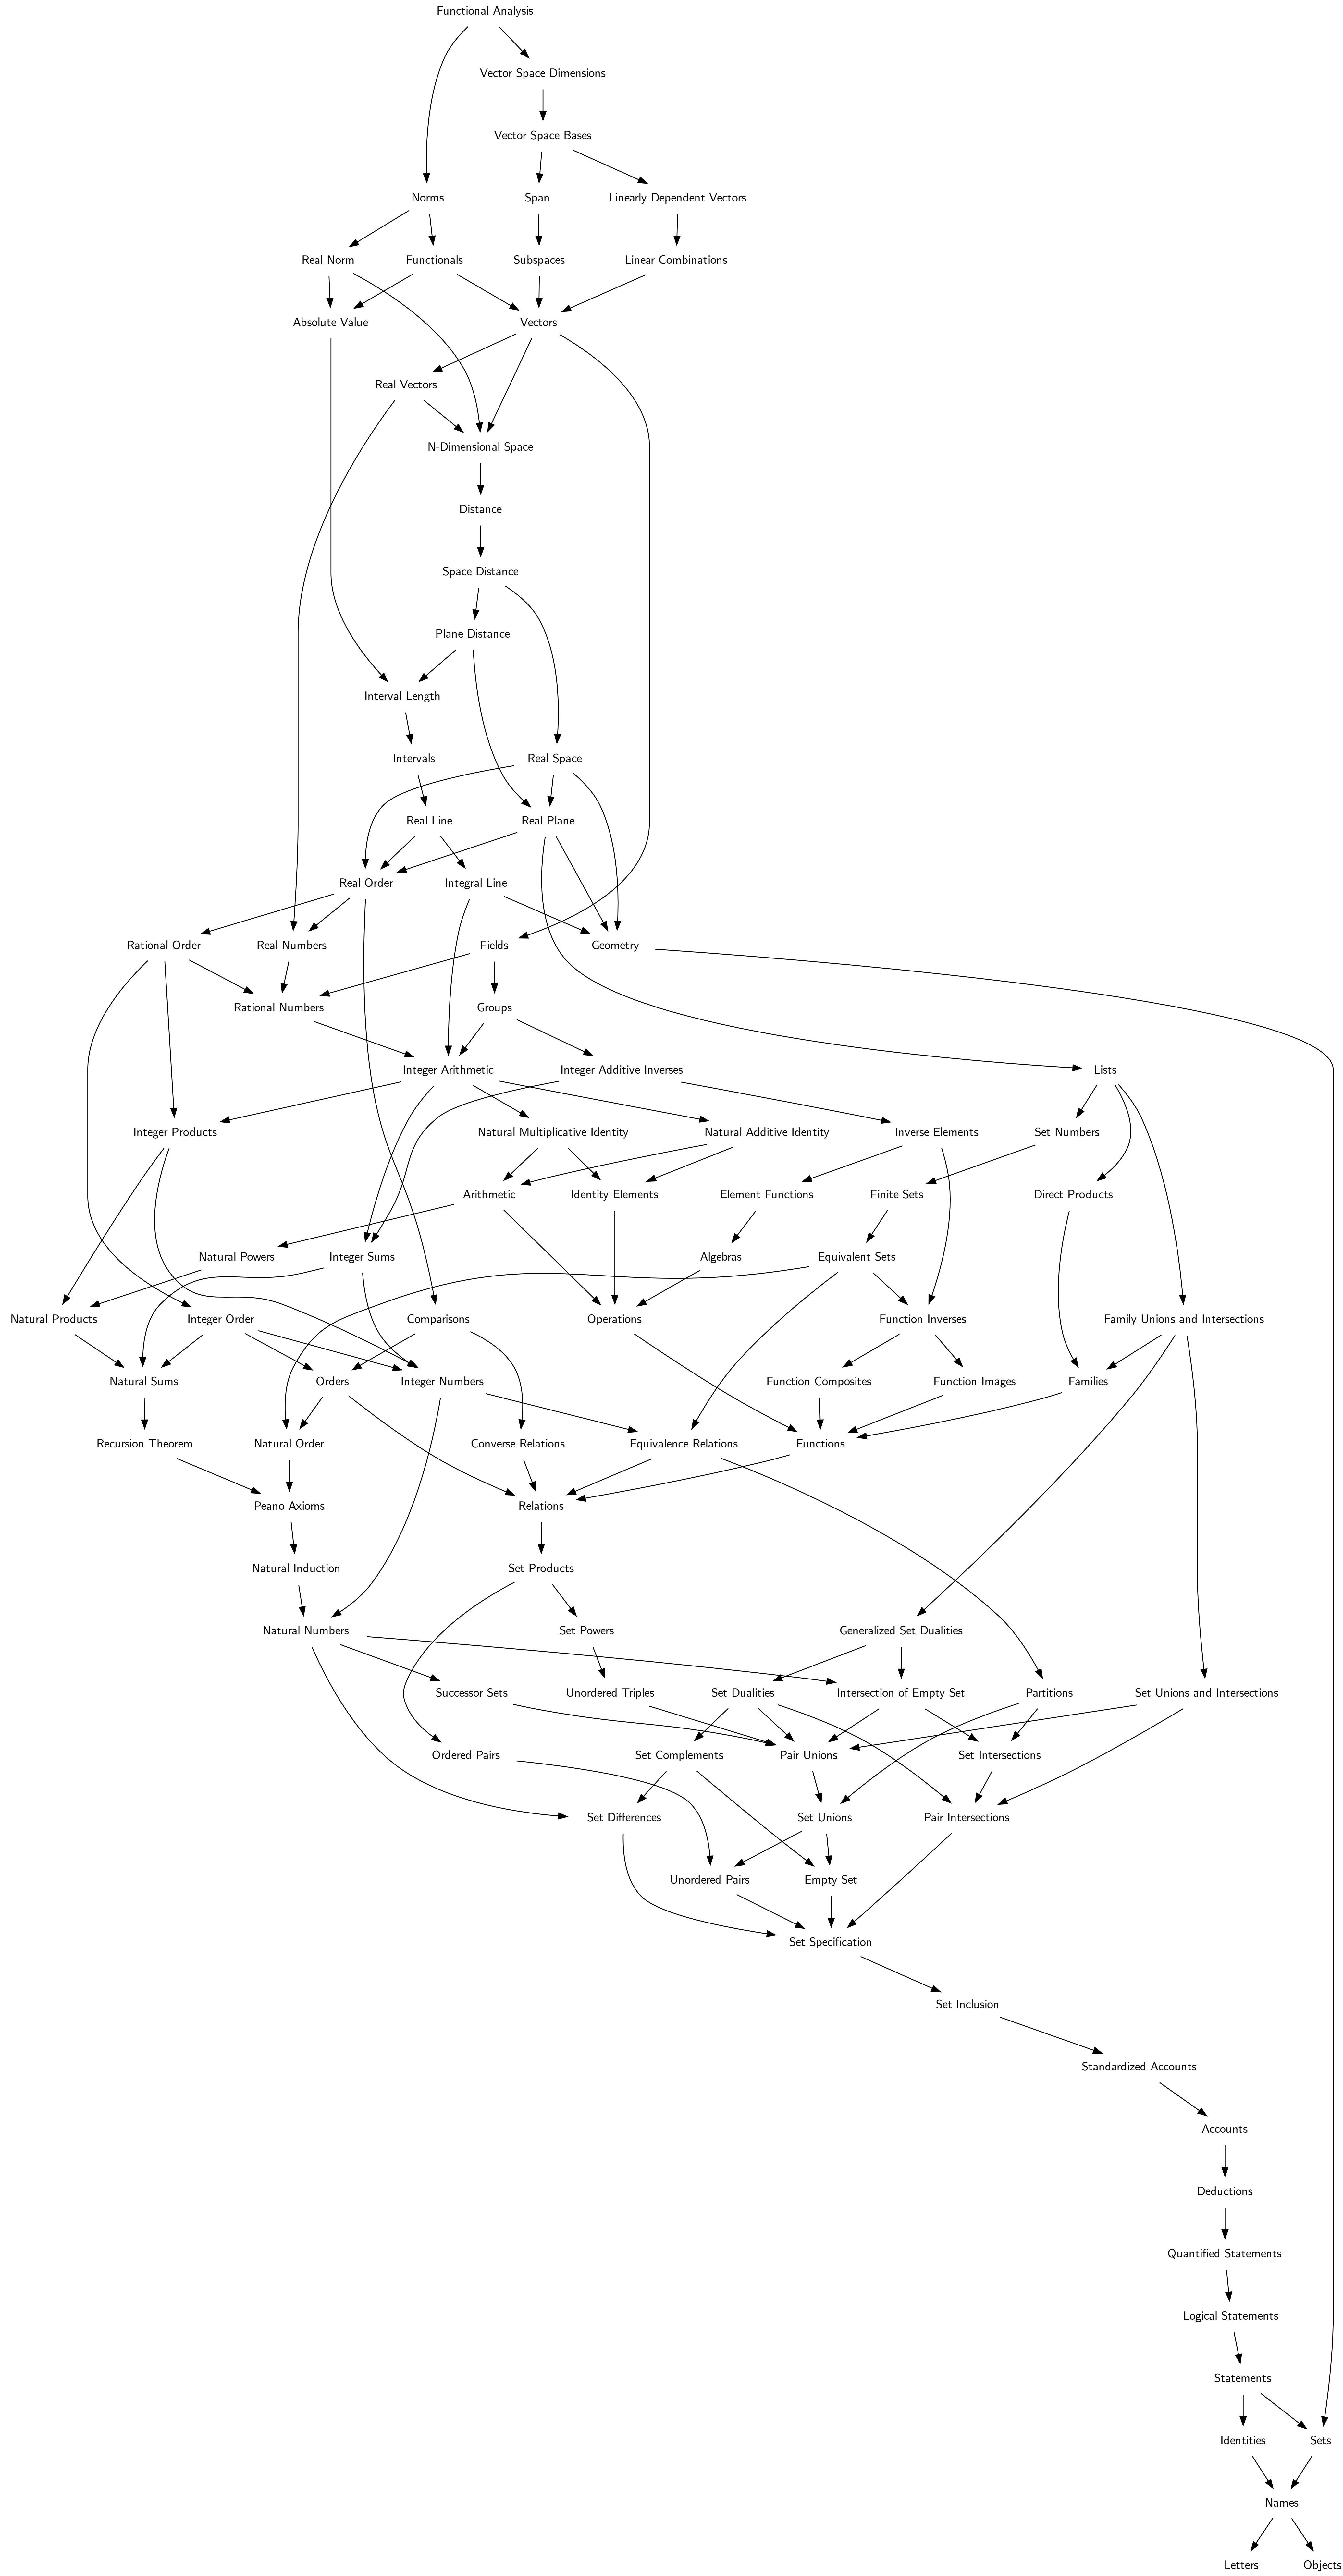 Functional Analysis
Vector Space Dimensions
Vector Space Bases
Norms
Span
Linearly Dependent Vectors
Real Norm
Functionals
Subspaces
Linear Combinations
Absolute Value
Vectors
Real Vectors
N-Dimensional Space
Distance
Space Distance
Plane Distance
Interval Length
Intervals
Real Space
Real Line
Real Plane
Real Order
Integral Line
Rational Order
Real Numbers
Fields
Geometry
Rational Numbers
Groups
Integer Arithmetic
Integer Additive Inverses
Lists
Integer Products
Natural Multiplicative Identity
Natural Additive Identity
Inverse Elements
Set Numbers
Arithmetic
Identity Elements
Element Functions
Finite Sets
Direct Products
Natural Powers
Integer Sums
Algebras
Equivalent Sets
Natural Products
Integer Order
Comparisons
Operations
Function Inverses
Family Unions and Intersections
Natural Sums
Orders
Integer Numbers
Function Composites
Function Images
Families
Recursion Theorem
Natural Order
Converse Relations
Equivalence Relations
Functions
Peano Axioms
Relations
Natural Induction
Set Products
Natural Numbers
Set Powers
Generalized Set Dualities
Successor Sets
Unordered Triples
Set Dualities
Intersection of Empty Set
Partitions
Set Unions and Intersections
Ordered Pairs
Set Complements
Pair Unions
Set Intersections
Set Differences
Set Unions
Pair Intersections
Unordered Pairs
Empty Set
Set Specification
Set Inclusion
Standardized Accounts
Accounts
Deductions
Quantified Statements
Logical Statements
Statements
Identities
Sets
Names
Letters
Objects